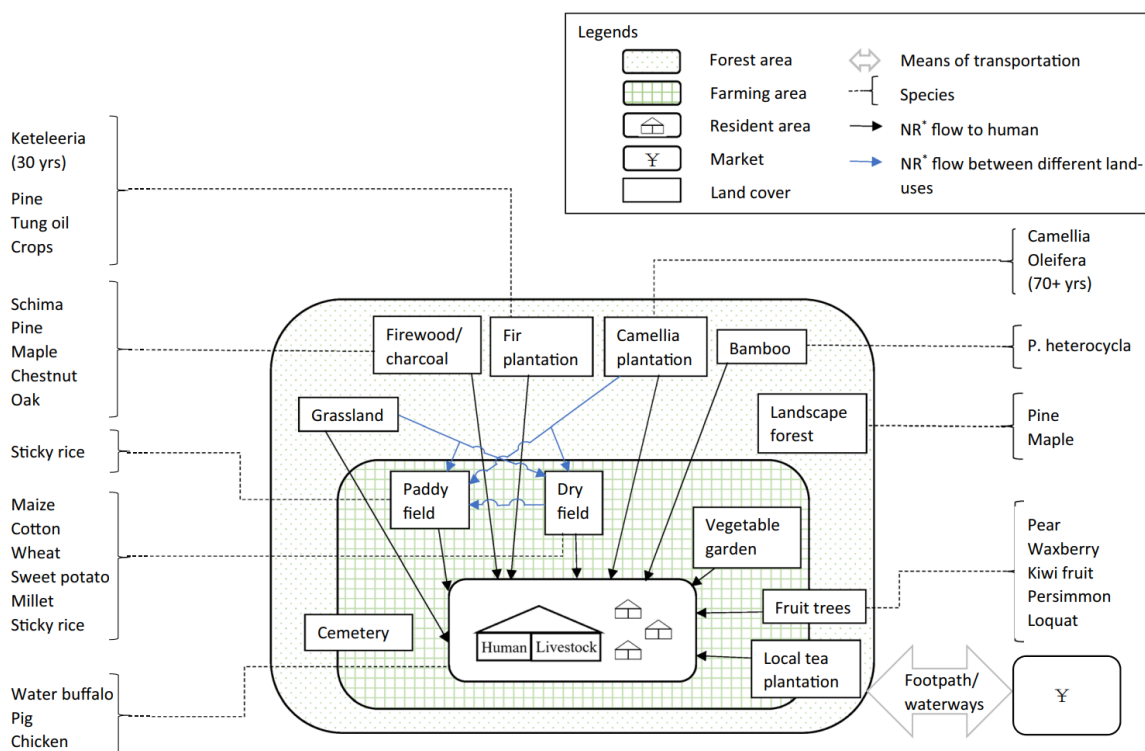 Legends
Forest area
Means of transportation
Farming area
Species
Resident area
NR* flow to human
¥
Market
NR* flow between different land-
uses
Land cover
Keteleeria
(30 yrs)
Pine
Tung oil
Crops
Camellia
Oleifera
(70+ yrs)
Schima
Pine
Maple
Chestnut
Oak
Firewood/
charcoal
Fir
plantation
Camellia
plantation
Bamboo
P. heterocycla
Grassland
Landscape
forest
Pine
Maple
Sticky rice
Paddy
field
Dry
field
Maize
Cotton
Wheat
Sweet potato
Millet
Sticky rice
Vegetable
garden
Pear
Waxberry
Kiwi fruit
Persimmon
Loquat
Fruit trees
Cemetery
Human
Livestock
Local tea
plantation
Water buffalo
Pig
Chicken
Footpath/
waterways
¥